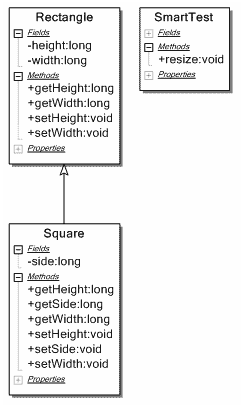 Rectangle
Fields
-height:long
-width:long
Methods
+getHeight:long
+getWidth:long
+setHeight:void
+setWidth:void
Properties
SmartTest
Fields
Methods
+resize:void
Properties
Square
Fields
-side:long
Methods
+getHeight:long
+getSide:long
+getWidth:long
+setHeight:void
+setSide:void
+setWidth:void
Properties